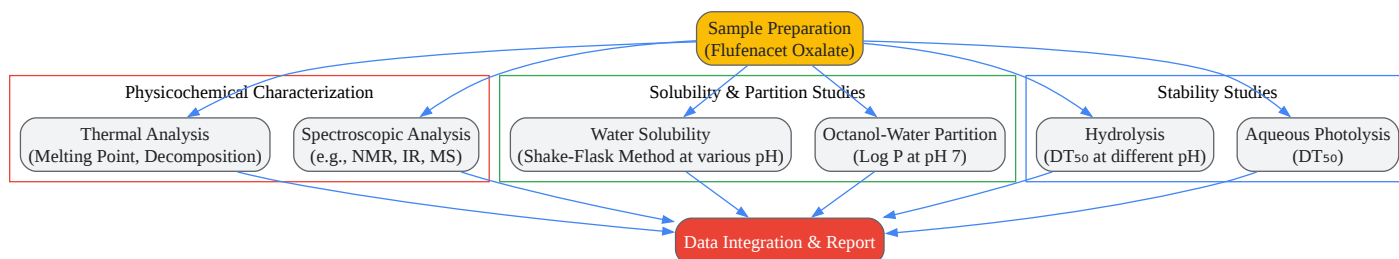 Sample Preparation
(Flufenacet Oxalate)
Physicochemical Characterization
Solubility & Partition Studies
Stability Studies
Thermal Analysis
(Melting Point, Decomposition)
Spectroscopic Analysis
(e.g., NMR, IR, MS)
Water Solubility
(Shake-Flask Method at various pH)
Octanol-Water Partition
(Log P at pH 7)
Hydrolysis
(DT₅₀ at different pH)
Aqueous Photolysis
(DT₅₀)
Data Integration & Report